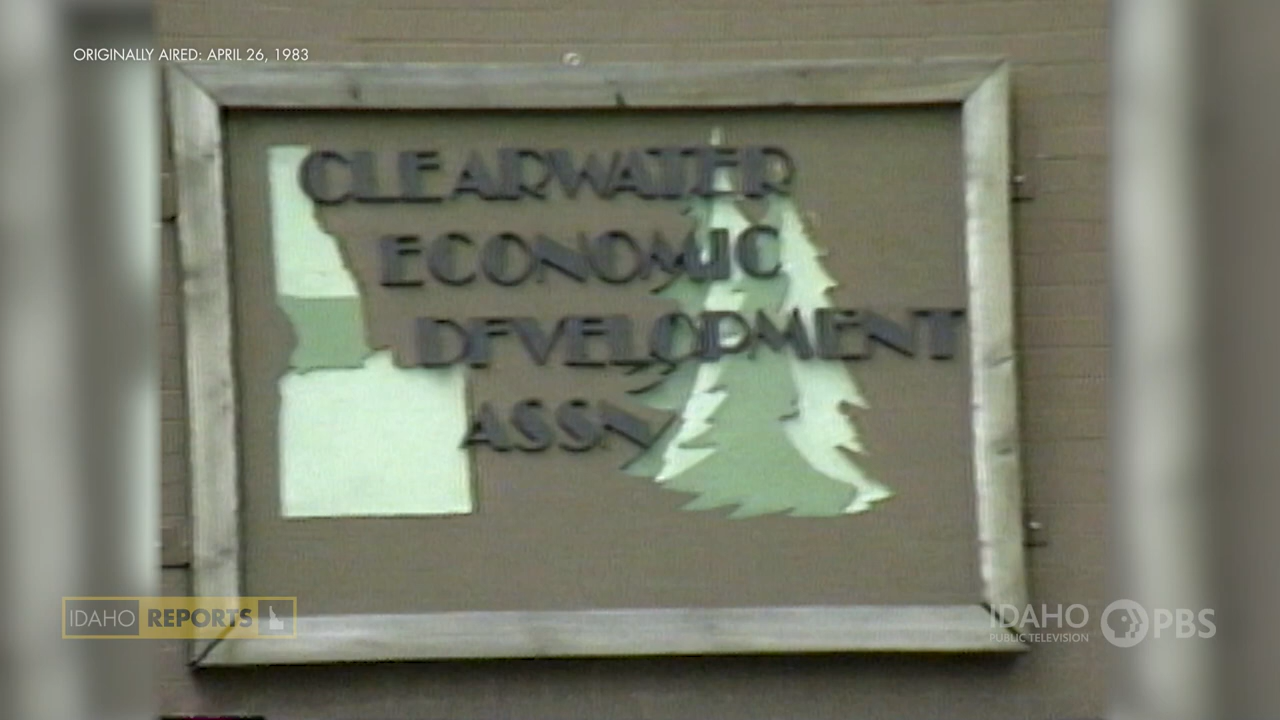 ORIGINALLY AIRED: APRIL 26, 1983
CLEARWATER
ECONOMIC
DEVELOPMENT
ASSN
IDAHO REPORTS
IDAHO
PUBLIC TELEVISION
PBS